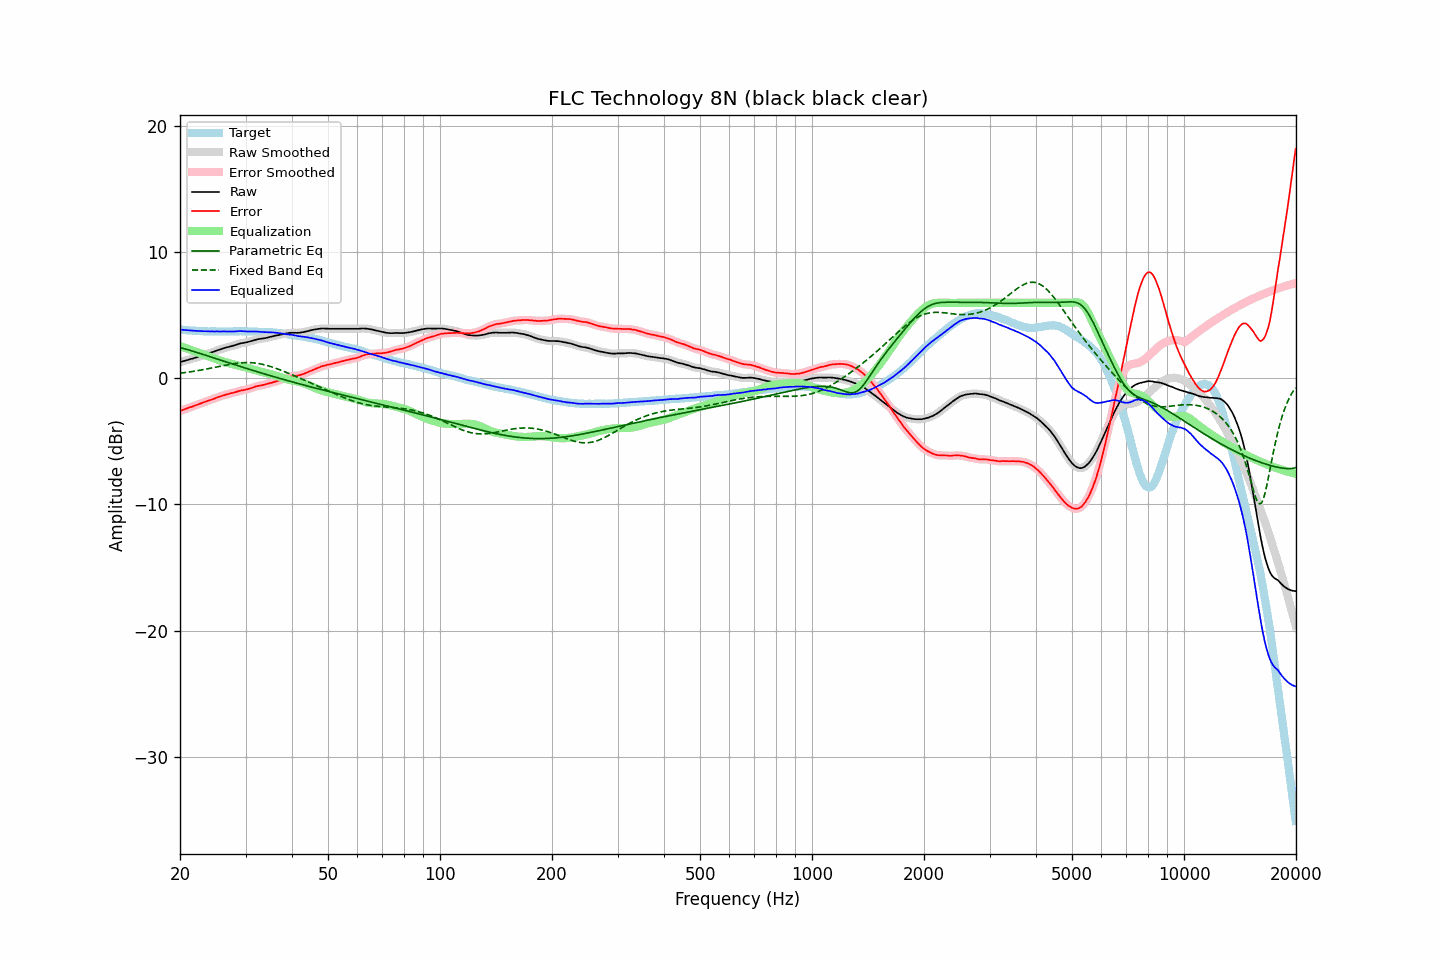 FLC Technology 8N (black black clear)
Target
Raw Smoothed
Error Smoothed
Raw
Error
Equalization
Parametric Eq
Fixed Band Eq
Equalized
20
10
0
−10
−20
−30
Amplitude (dBr)
20 50 100 200 500 1000 2000 5000 10000 20000
Frequency (Hz)